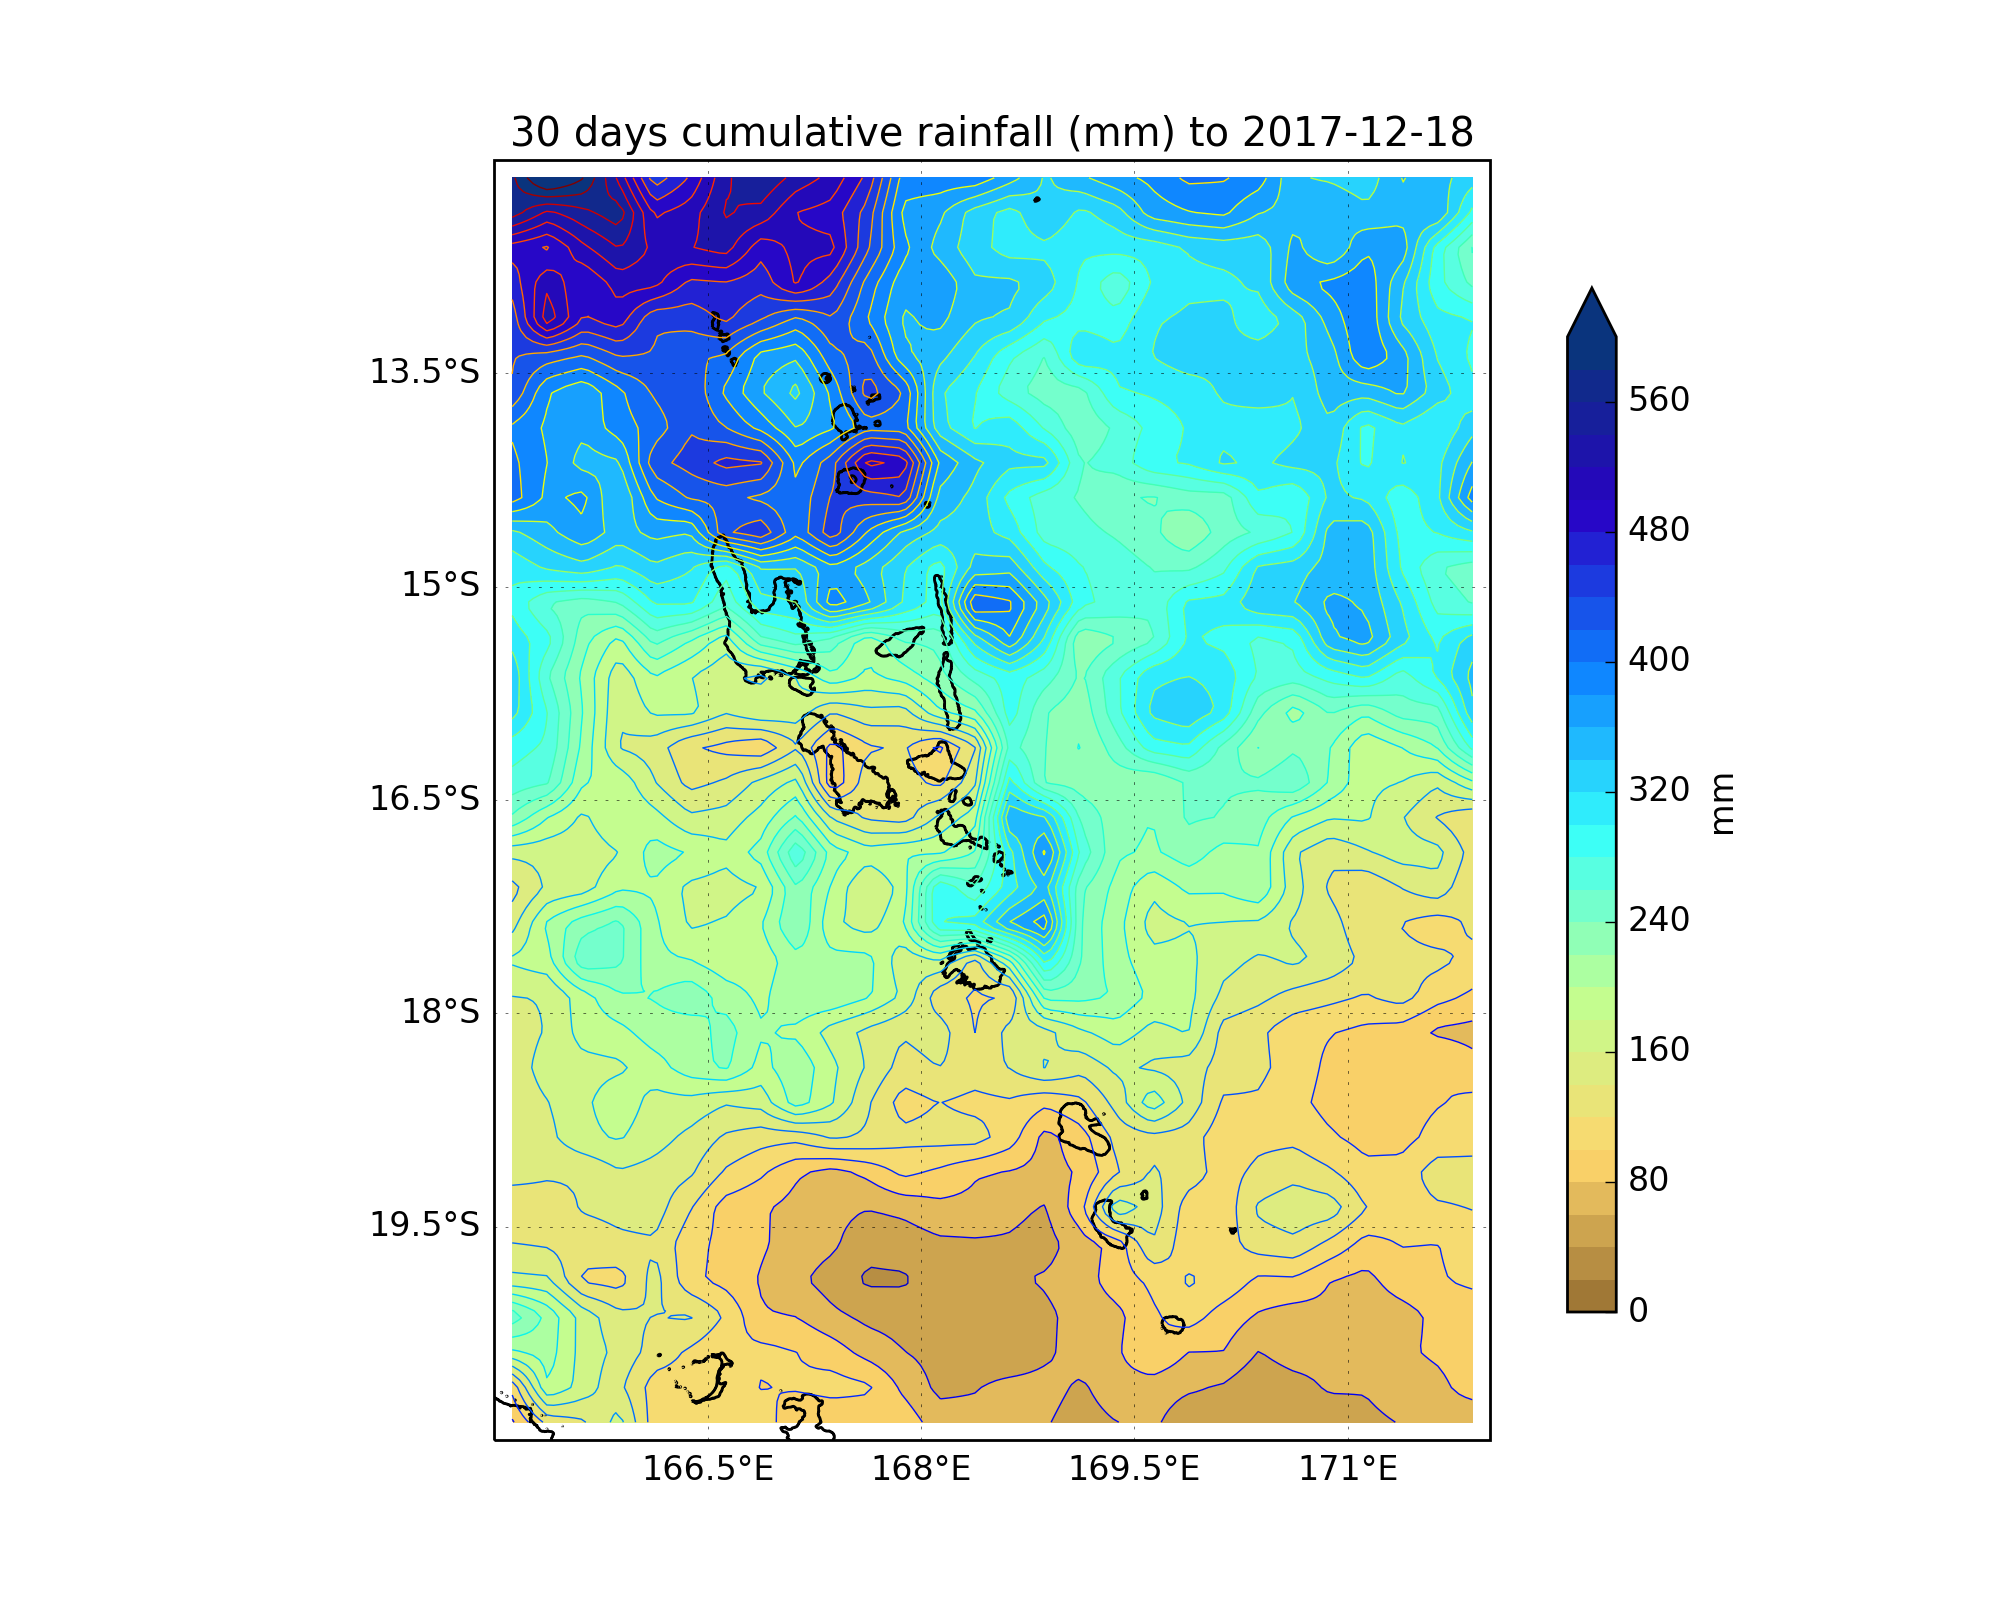 30 days cumulative rainfall (mm) to 2017-12-18
13.5°S
15°S
16.5°S
18°S
19.5°S
166.5°E
168°E
169.5°E
171°E
560
480
400
320
240
160
80
0
mm